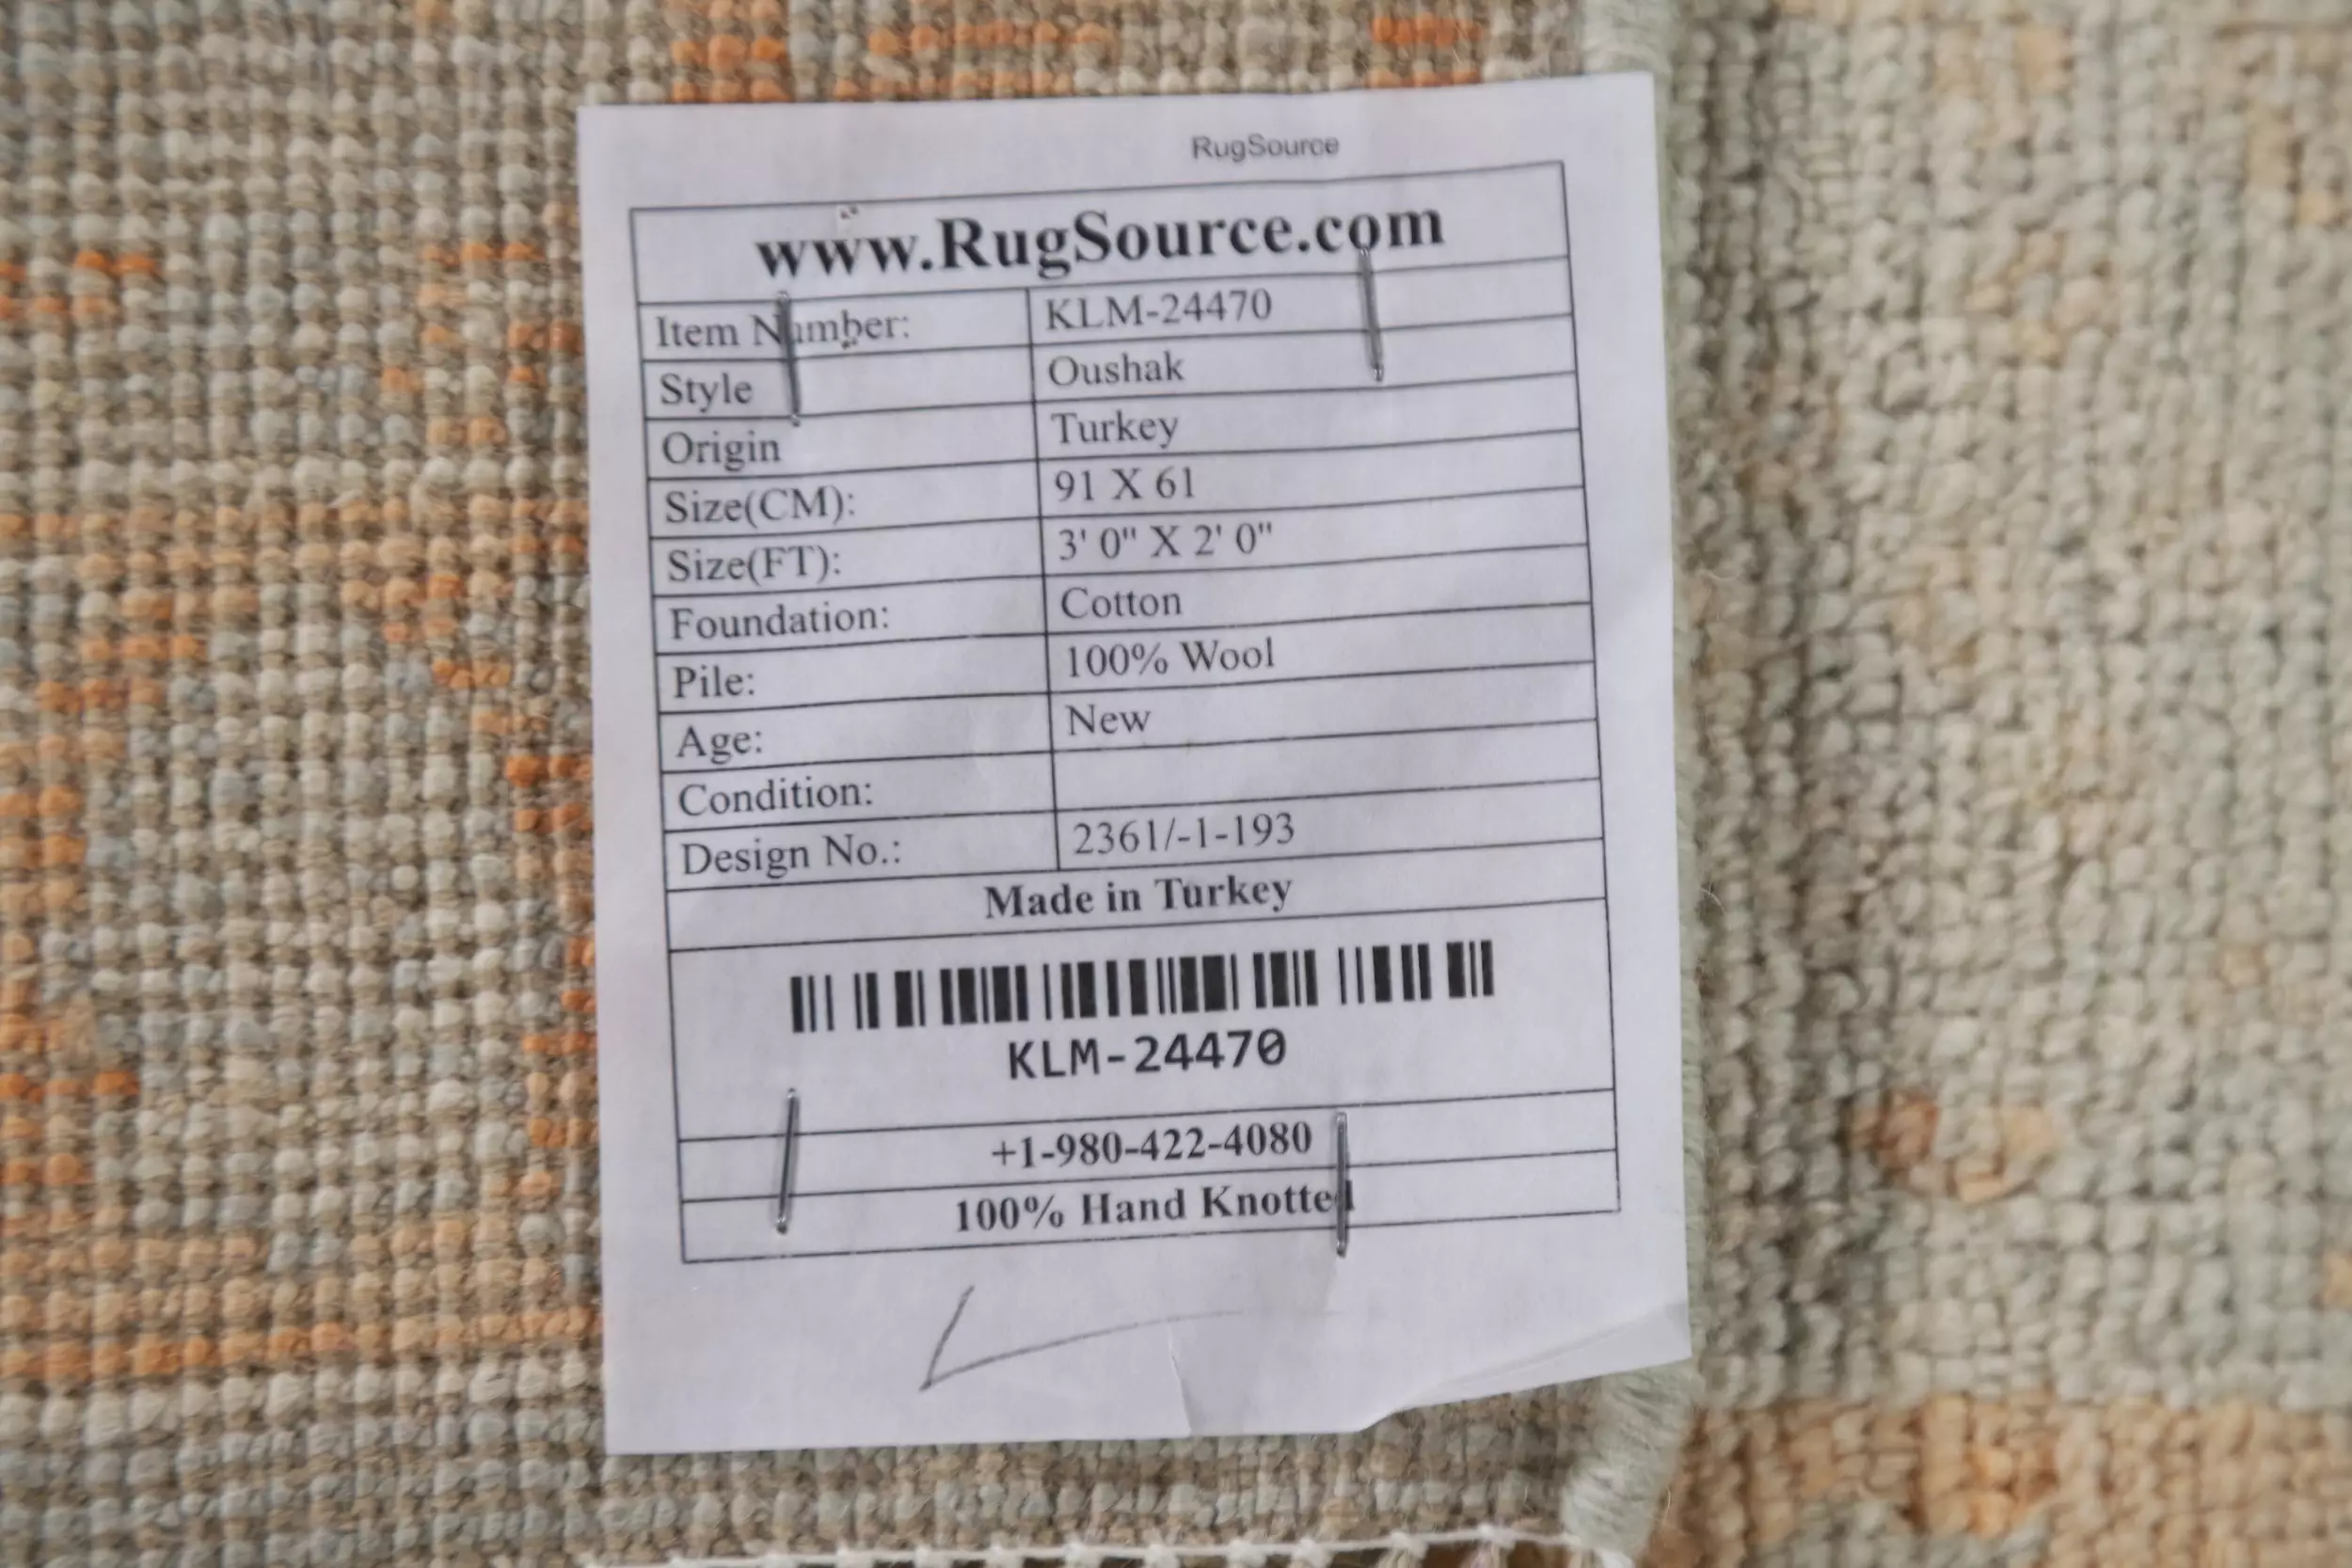 RugSource
www.RugSource.com
Item Number: KLM-24470
Style Oushak
Origin Turkey
Size(CM): 91 X 61
Size(FT): 3' 0" X 2' 0"
Foundation: Cotton
Pile: 100% Wool
Age: New
Condition:
Design No.: 2361/-1-193
Made in Turkey
KLM-24470
+1-980-422-4080
100% Hand Knotted